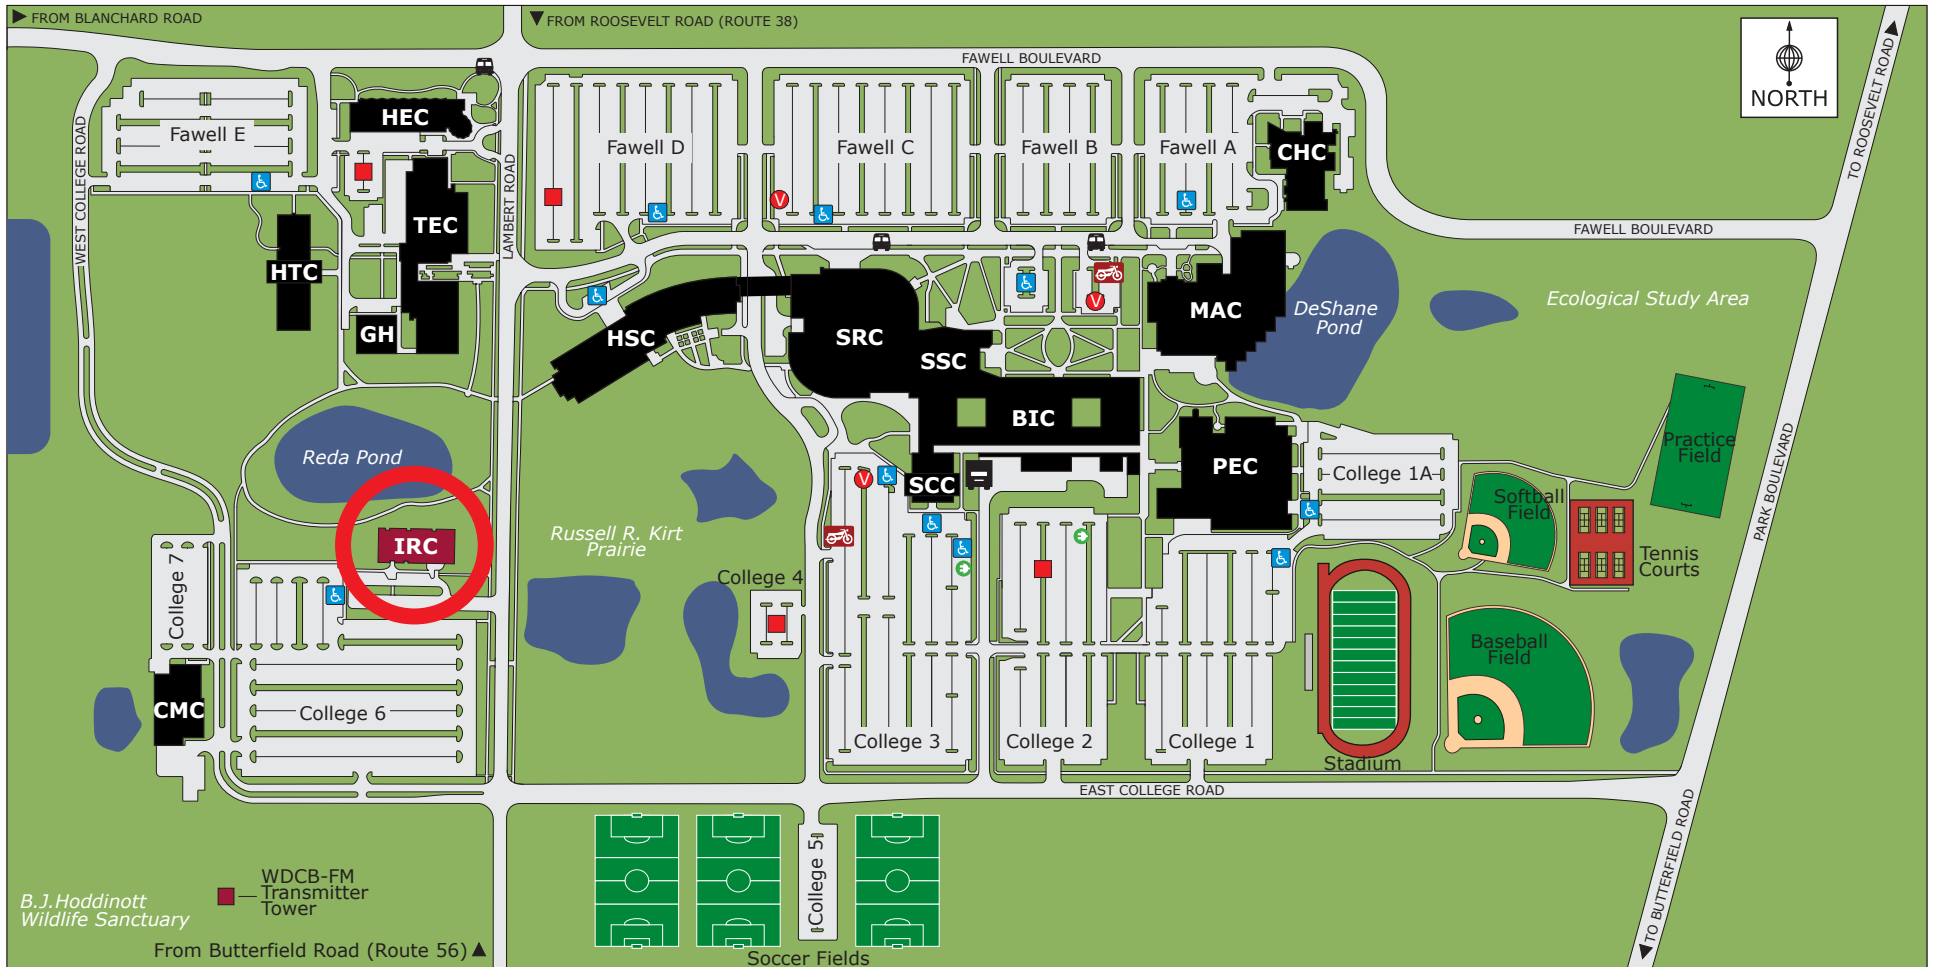 FROM BLANCHARD ROAD
FROM ROOSEVELT ROAD (ROUTE 38)
FAWELL BOULEVARD
TO ROOSEVELT ROAD
NORTH
WEST COLLEGE ROAD
LAMBERT ROAD
Fawell E
HEC
Fawell D
Fawell C
Fawell B
Fawell A
CHC
TEC
HTC
GH
FAWELL BOULEVARD
V
V
HSC
SRC
SSC
MAC
DeShane
Pond
Ecological Study Area
BIC
PARK BOULEVARD
Practice
Field
Reda Pond
V
SCC
PEC
College 1A
Softball
Field
IRC
Russell R. Kirt
Prairie
Tennis
Courts
College 7
College 4
Baseball
Field
CMC
College 6
College 3
College 2
College 1
Stadium
EAST COLLEGE ROAD
TO BUTTERFIELD ROAD
College 5
WDCB-FM
Transmitter
Tower
B.J.Hoddinott
Wildlife Sanctuary
From Butterfield Road (Route 56)
Soccer Fields